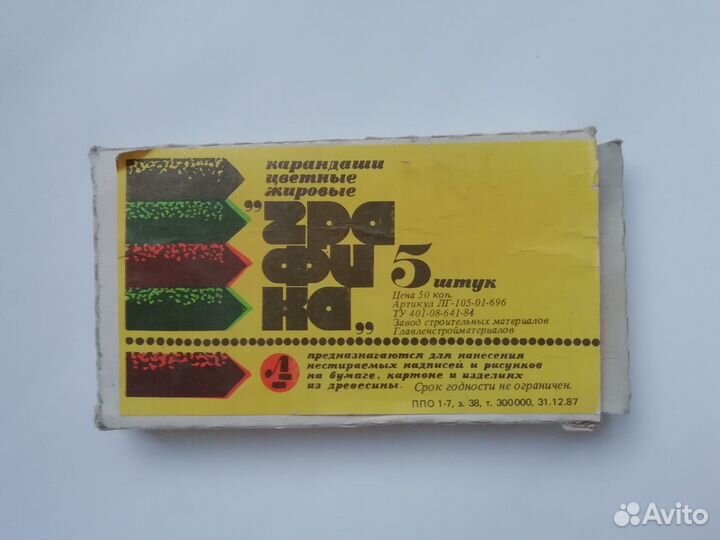 карандаши
цветные
жировые
"гра
фи
ка"
5 штук
Цена 50 коп.
Артикул ЛГ-105-01-696
ТУ 401-08-641-84
Завод строительных материалов
Главленстройматериалов
предназначаются для нанесения
нестираемых надписей и рисунков
на бумаге, картоне и изделиях
из древесины. Срок годности не ограничен.
ППО 1-7, з. 38, т. 300000, 31.12.87
Avito